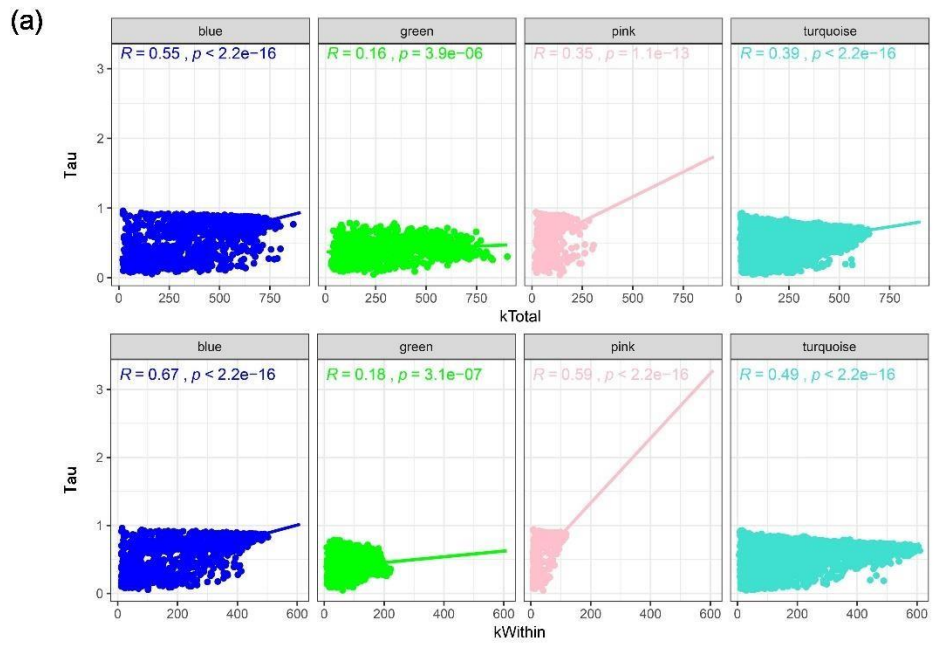 (a)
blue green pink turquoise
R = 0.55 , p < 2.2e−16 R = 0.16 , p = 3.9e−06 R = 0.35 , p = 1.1e−13 R = 0.39 , p < 2.2e−16
3
2
Tau
1
0
0 250 500 750 0 250 500 750 0 250 500 750 0 250 500 750
kTotal
blue green pink turquoise
R = 0.67 , p < 2.2e−16 R = 0.18 , p = 3.1e−07 R = 0.59 , p < 2.2e−16 R = 0.49 , p < 2.2e−16
3
2
Tau
1
0
0 200 400 600 0 200 400 600 0 200 400 600 0 200 400 600
kWithin